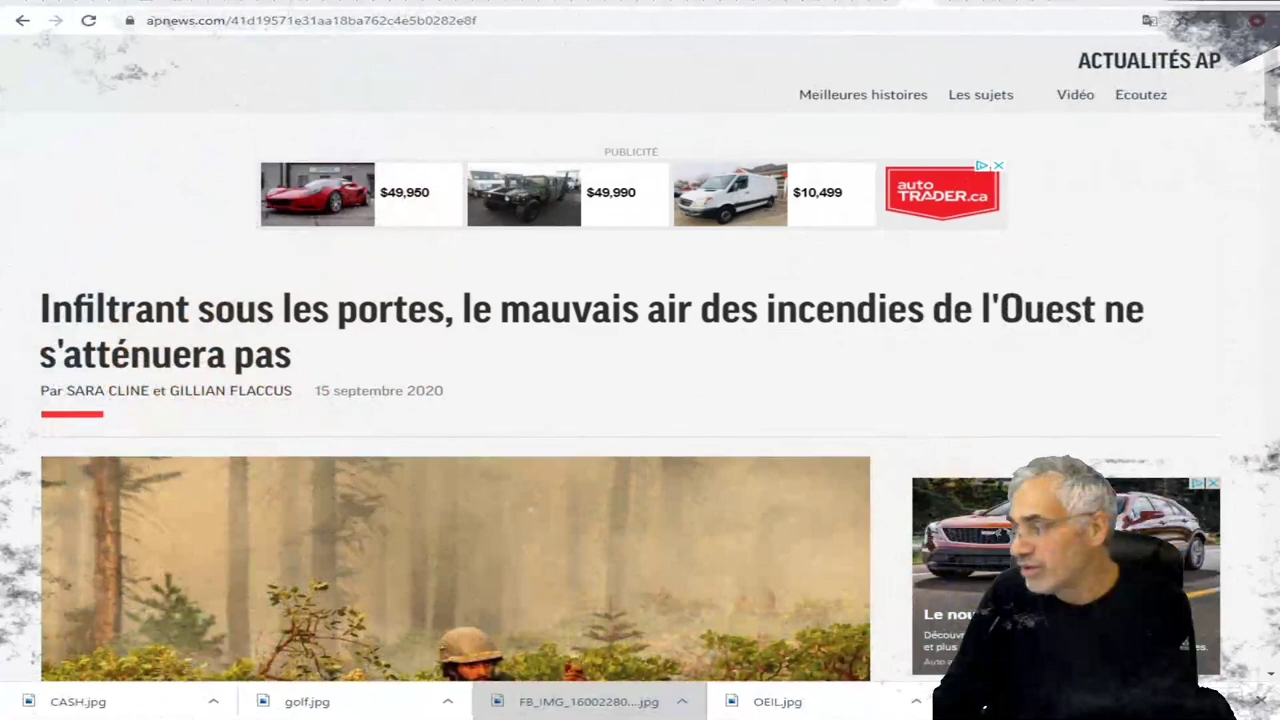 apnews.com/41d19571e31aa18ba762c4e5b0282e8f
ACTUALITÉS AP
Meilleures histoires Les sujets Vidéo Ecoutez
PUBLICITÉ
$49,950 $49,990 $10,499 auto TRADER.ca
Infiltrant sous les portes, le mauvais air des incendies de l'Ouest ne
s'atténuera pas
Par SARA CLINE et GILLIAN FLACCUS 15 septembre 2020
Le nou
Découv
et plus
CASH.jpg golf.jpg FB_IMG_16002280....jpg OEIL.jpg